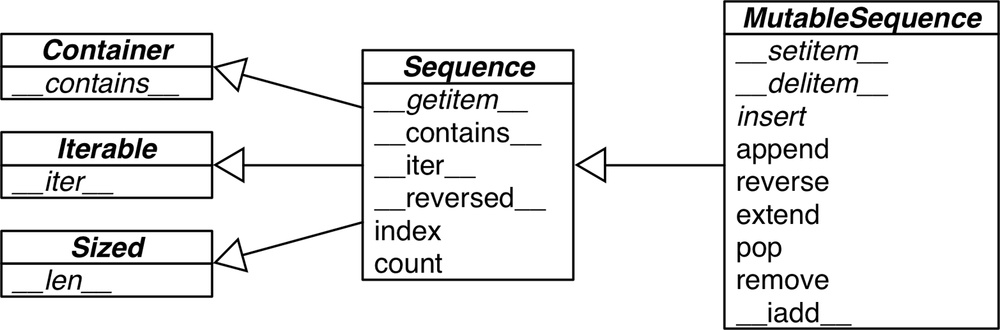 Container
__contains__
Iterable
__iter__
Sized
__len__
Sequence
__getitem__
__contains__
__iter__
__reversed__
index
count
MutableSequence
__setitem__
__delitem__
insert
append
reverse
extend
pop
remove
__iadd__